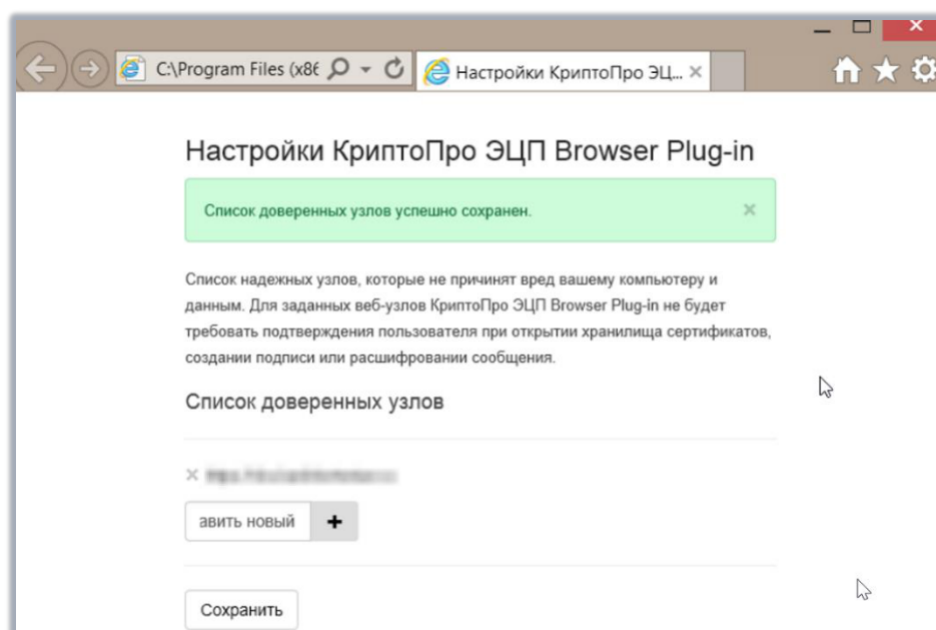 C:\Program Files (x86
Настройки КриптоПро ЭЦ...
Настройки КриптоПро ЭЦП Browser Plug-in
Список доверенных узлов успешно сохранен.
Список надежных узлов, которые не причинят вред вашему компьютеру и
данным. Для заданных веб-узлов КриптоПро ЭЦП Browser Plug-in не будет
требовать подтверждения пользователя при открытии хранилища сертификатов,
создании подписи или расшифровании сообщения.
Список доверенных узлов
авить новый
Сохранить